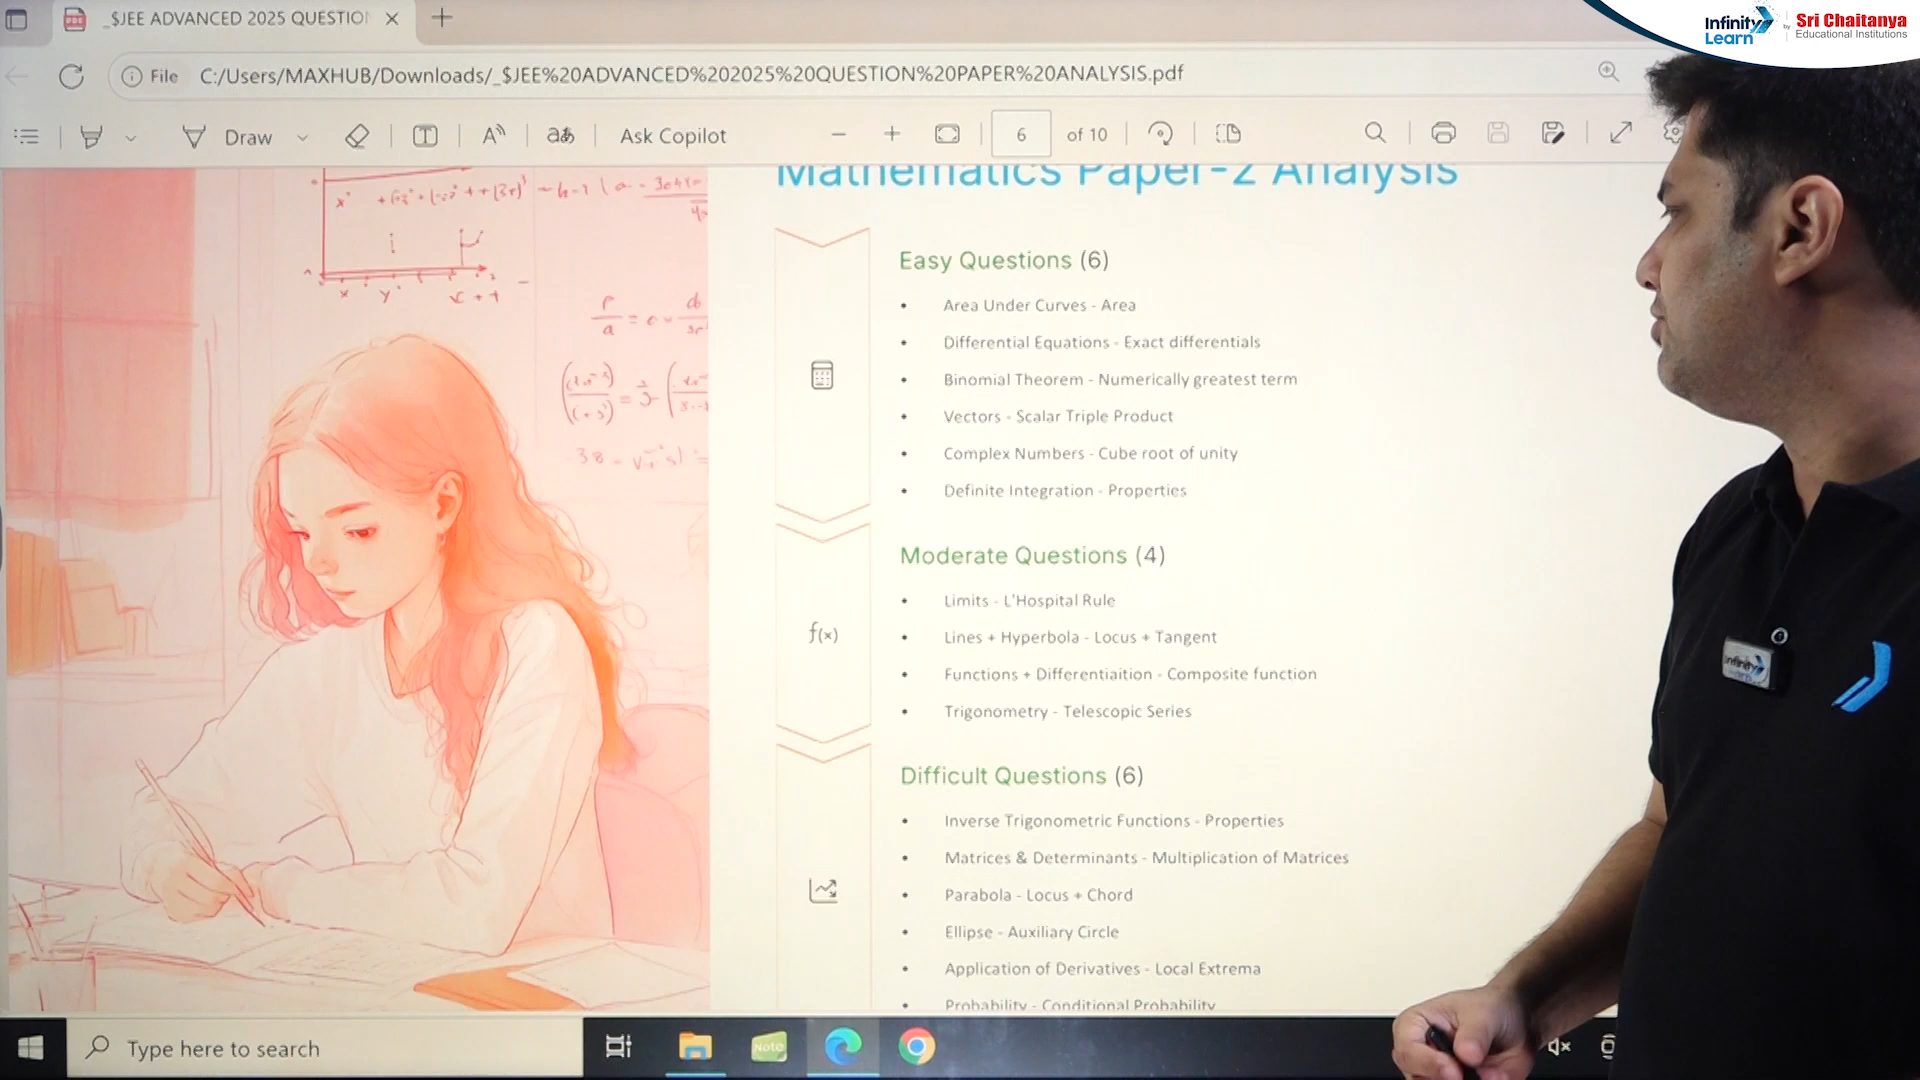 _$JEE ADVANCED 2025 QUESTION
Infinity Learn by Sri Chaitanya Educational Institutions
File C:/Users/MAXHUB/Downloads/_$JEE%20ADVANCED%202025%20QUESTION%20PAPER%20ANALYSIS.pdf
Draw Ask Copilot 6 of 10
Mathematics Paper-2 Analysis
Easy Questions (6)
• Area Under Curves - Area
• Differential Equations - Exact differentials
• Binomial Theorem - Numerically greatest term
• Vectors - Scalar Triple Product
• Complex Numbers - Cube root of unity
• Definite Integration - Properties
Moderate Questions (4)
• Limits - L'Hospital Rule
f(x)
• Lines + Hyperbola - Locus + Tangent
• Functions + Differentiaition - Composite function
• Trigonometry - Telescopic Series
Difficult Questions (6)
• Inverse Trigonometric Functions - Properties
• Matrices & Determinants - Multiplication of Matrices
• Parabola - Locus + Chord
• Ellipse - Auxiliary Circle
• Application of Derivatives - Local Extrema
• Probability - Conditional Probability
Infinity
Type here to search
Note